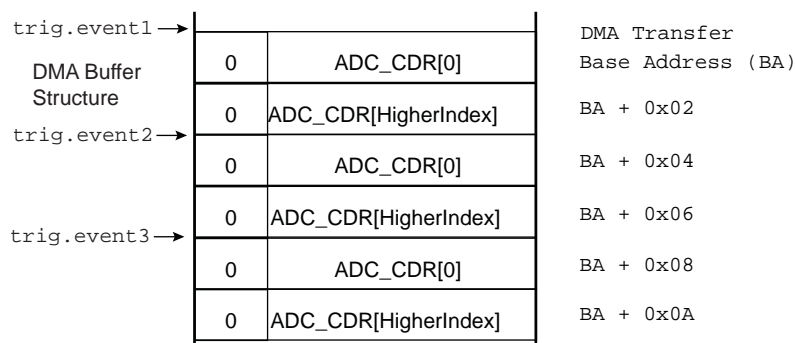 trig.event1
DMA Transfer
Base Address (BA)
DMA Buffer
Structure
0 ADC_CDR[0]
0 ADC_CDR[HigherIndex] BA + 0x02
trig.event2
0 ADC_CDR[0] BA + 0x04
0 ADC_CDR[HigherIndex] BA + 0x06
trig.event3
0 ADC_CDR[0] BA + 0x08
0 ADC_CDR[HigherIndex] BA + 0x0A